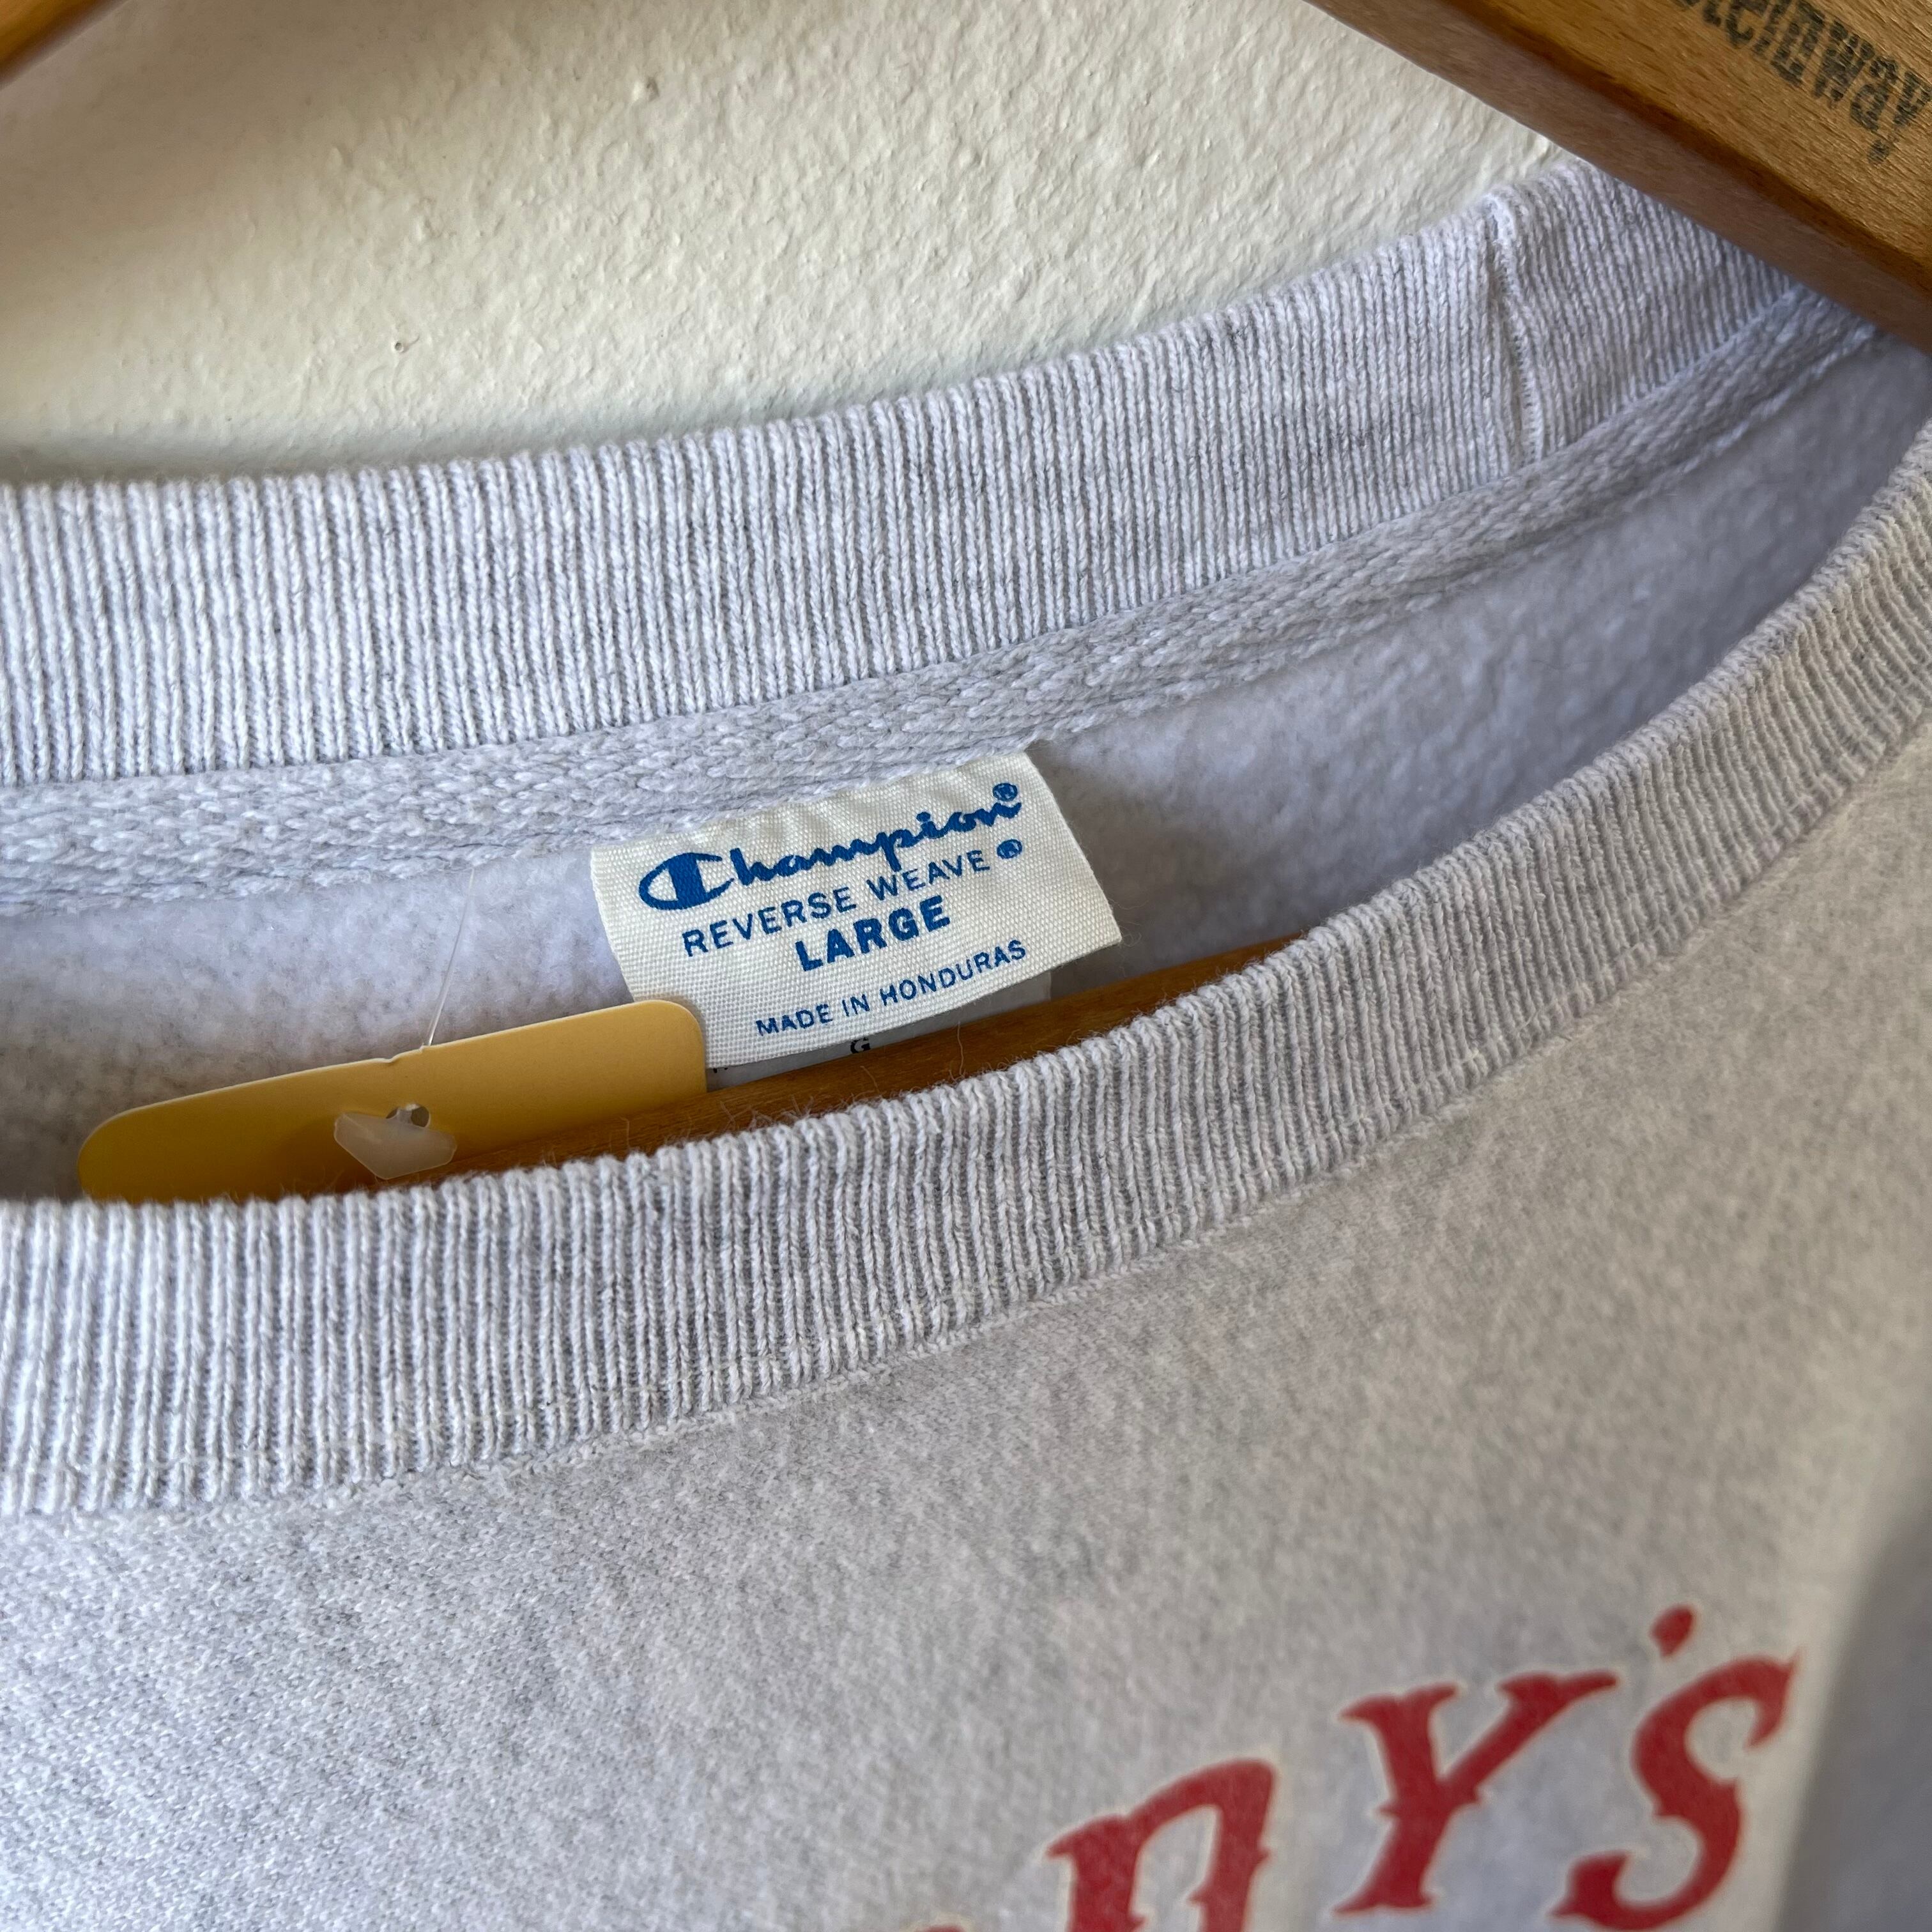 Champion®
REVERSE WEAVE ®
LARGE
MADE IN HONDURAS
G
NY'S